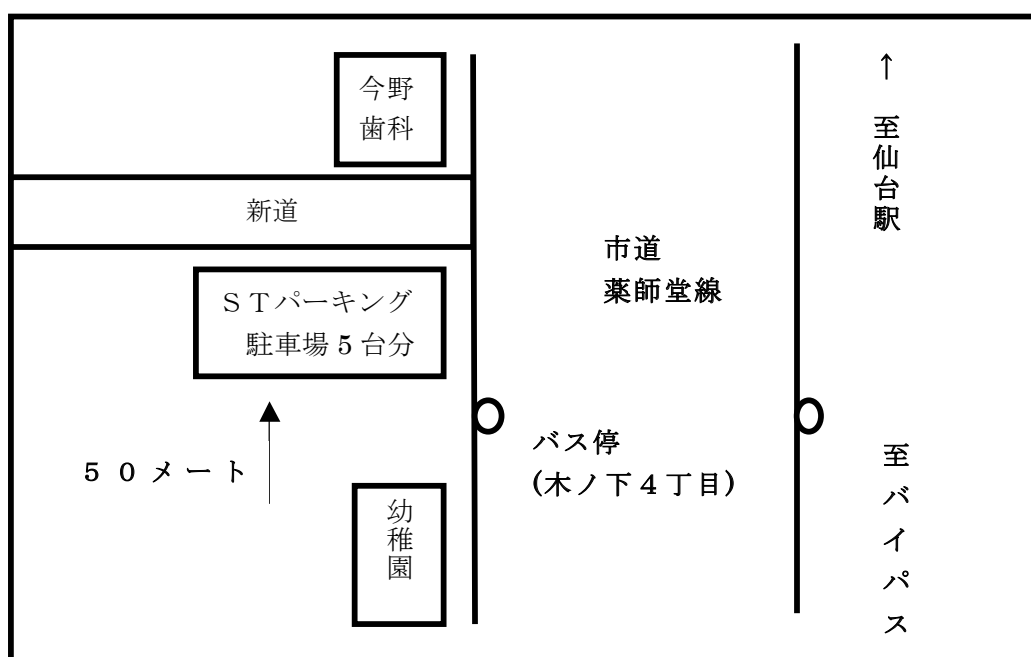 今野
歯科
↑ 至仙台駅
新道
市道
薬師堂線
ＳＴパーキング
駐車場5台分
バス停
(木ノ下４丁目)
５０メート
幼稚園
至バイパス